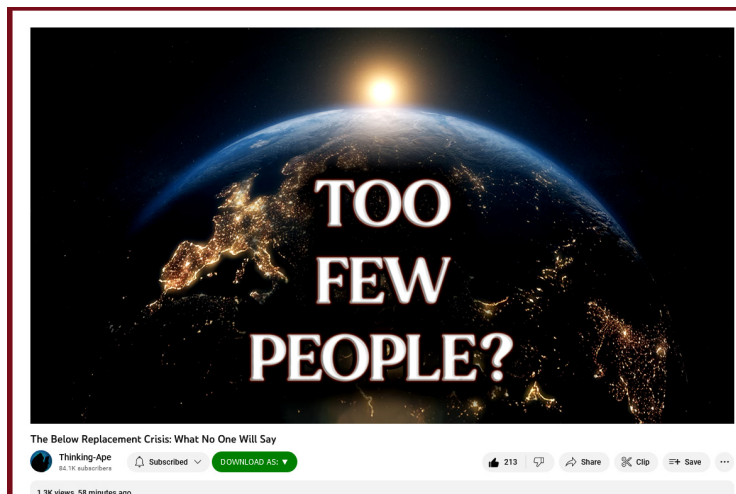 TOO
FEW
PEOPLE?
The Below Replacement Crisis: What No One Will Say
Thinking-Ape
84.1K subscribers
Subscribed
DOWNLOAD AS: ▼
213
Share
Clip
Save
1.3K views 58 minutes ago